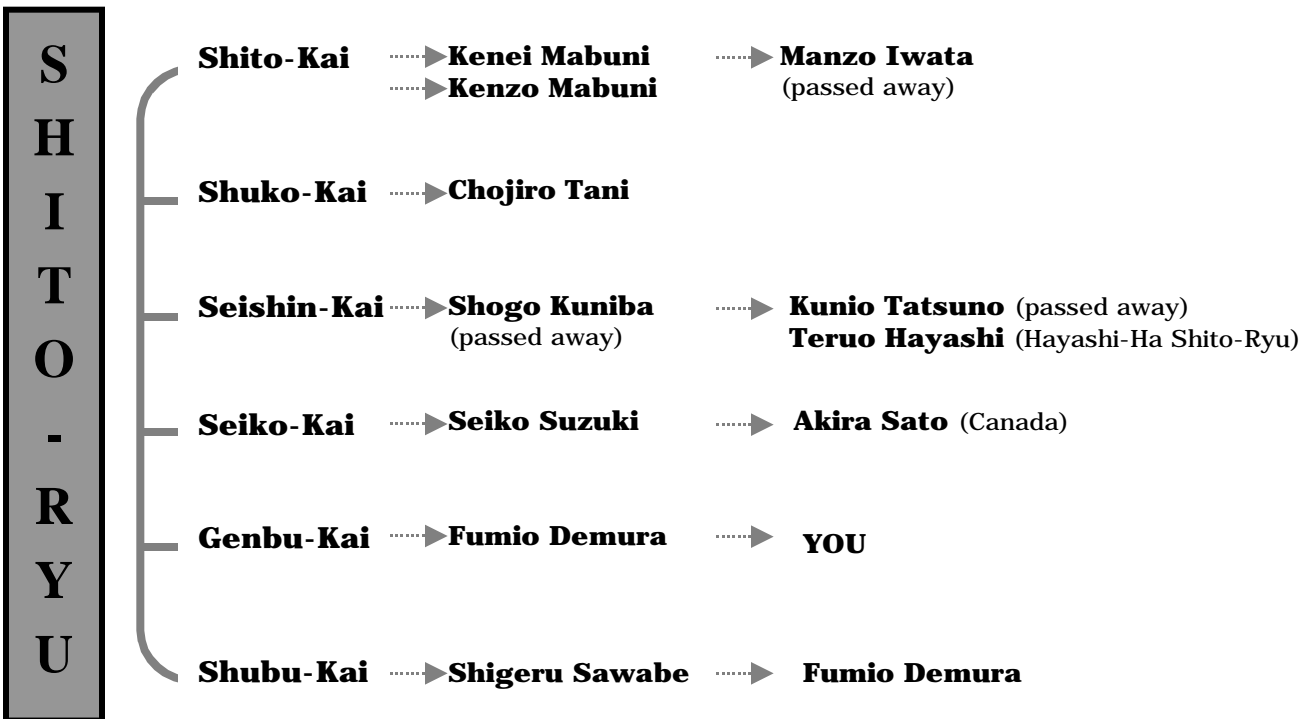 SHITO-RYU
Shito-Kai Kenei Mabuni Manzo Iwata
Kenzo Mabuni (passed away)
Shuko-Kai Chojiro Tani
Seishin-Kai Shogo Kuniba Kunio Tatsuno (passed away)
(passed away) Teruo Hayashi (Hayashi-Ha Shito-Ryu)
Seiko-Kai Seiko Suzuki Akira Sato (Canada)
Genbu-Kai Fumio Demura YOU
Shubu-Kai Shigeru Sawabe Fumio Demura